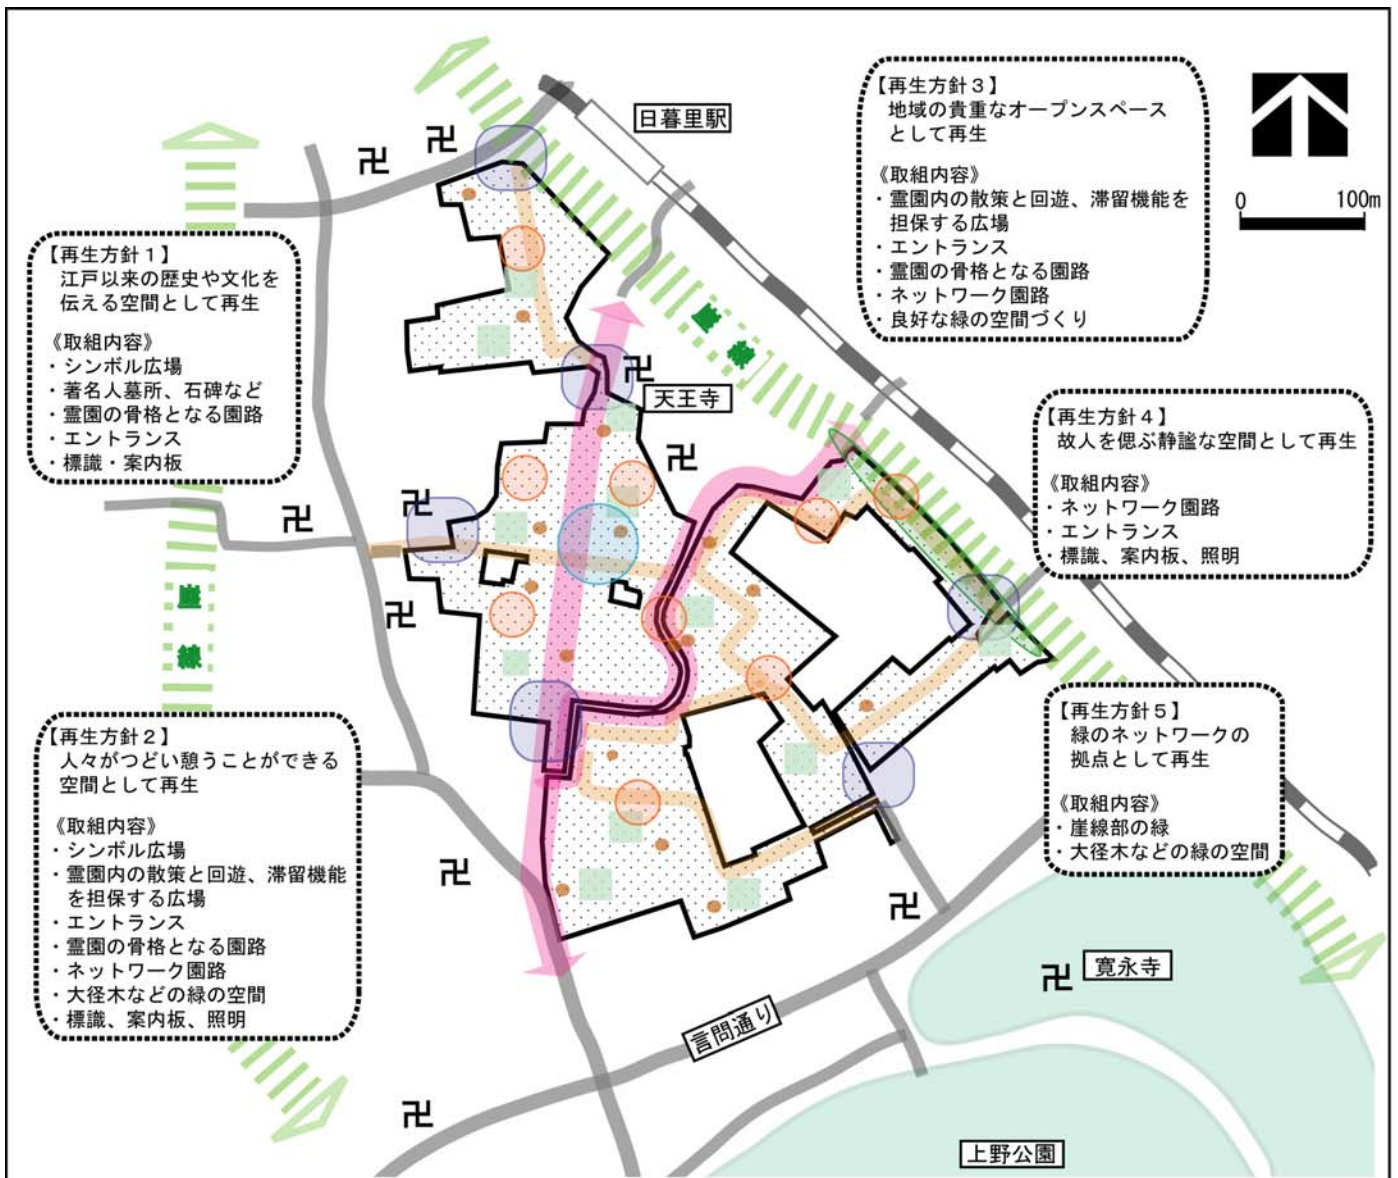 日暮里駅
【再生方針3】
地域の貴重なオープンスペース
として再生
《取組内容》
・霊園内の散策と回遊、滞留機能を
担保する広場
・エントランス
・霊園の骨格となる園路
・ネットワーク園路
・良好な緑の空間づくり
0 100m
【再生方針1】
江戸以来の歴史や文化を
伝える空間として再生
《取組内容》
・シンボル広場
・著名人墓所、石碑など
・霊園の骨格となる園路
・エントランス
・標識・案内板
崖線
天王寺
【再生方針4】
故人を偲ぶ静謐な空間として再生
《取組内容》
・ネットワーク園路
・エントランス
・標識、案内板、照明
崖線
【再生方針2】
人々がつどい憩うことができる
空間として再生
《取組内容》
・シンボル広場
・霊園内の散策と回遊、滞留機能
を担保する広場
・エントランス
・霊園の骨格となる園路
・ネットワーク園路
・大径木などの緑の空間
・標識、案内板、照明
【再生方針5】
緑のネットワークの
拠点として再生
《取組内容》
・崖線部の緑
・大径木などの緑の空間
寛永寺
言問通り
上野公園